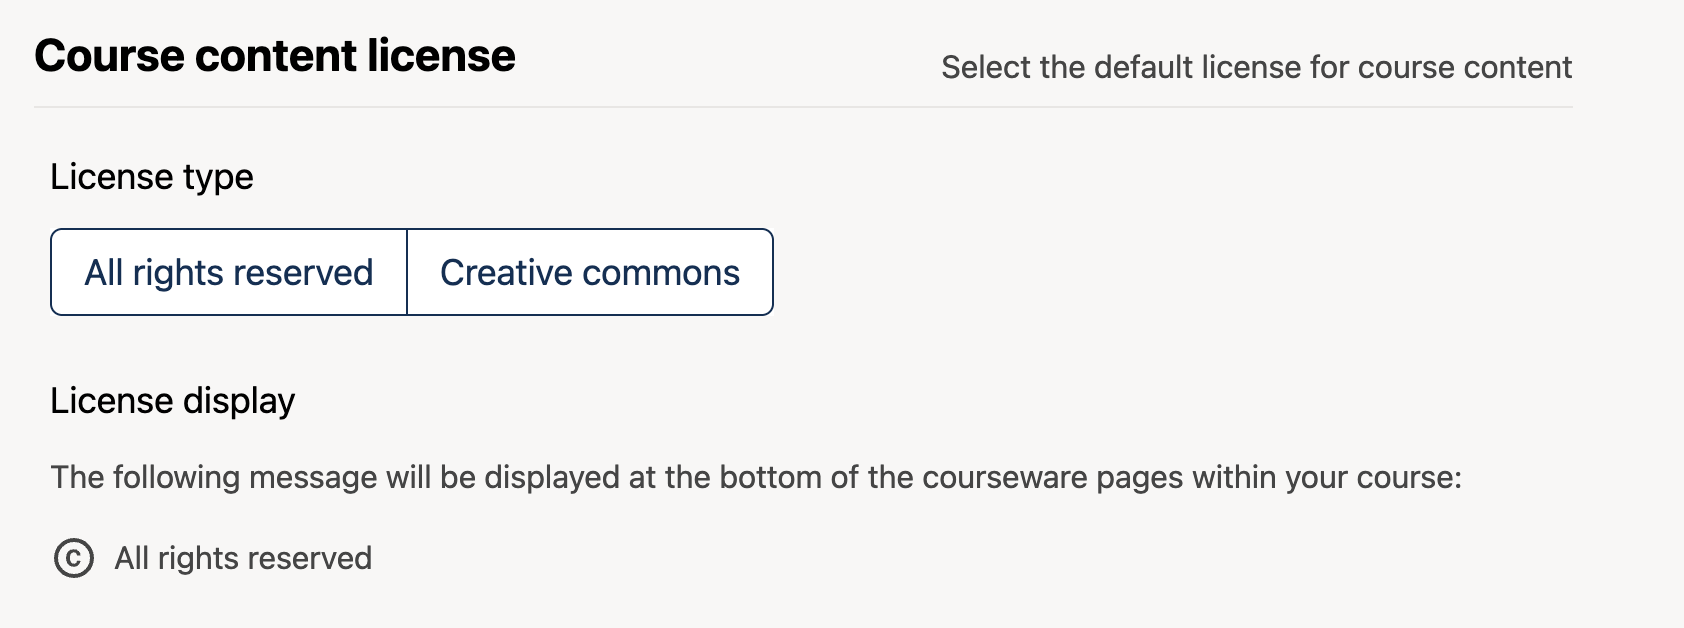 Course content license
Select the default license for course content
License type
All rights reserved
Creative commons
License display
The following message will be displayed at the bottom of the courseware pages within your course:
© All rights reserved